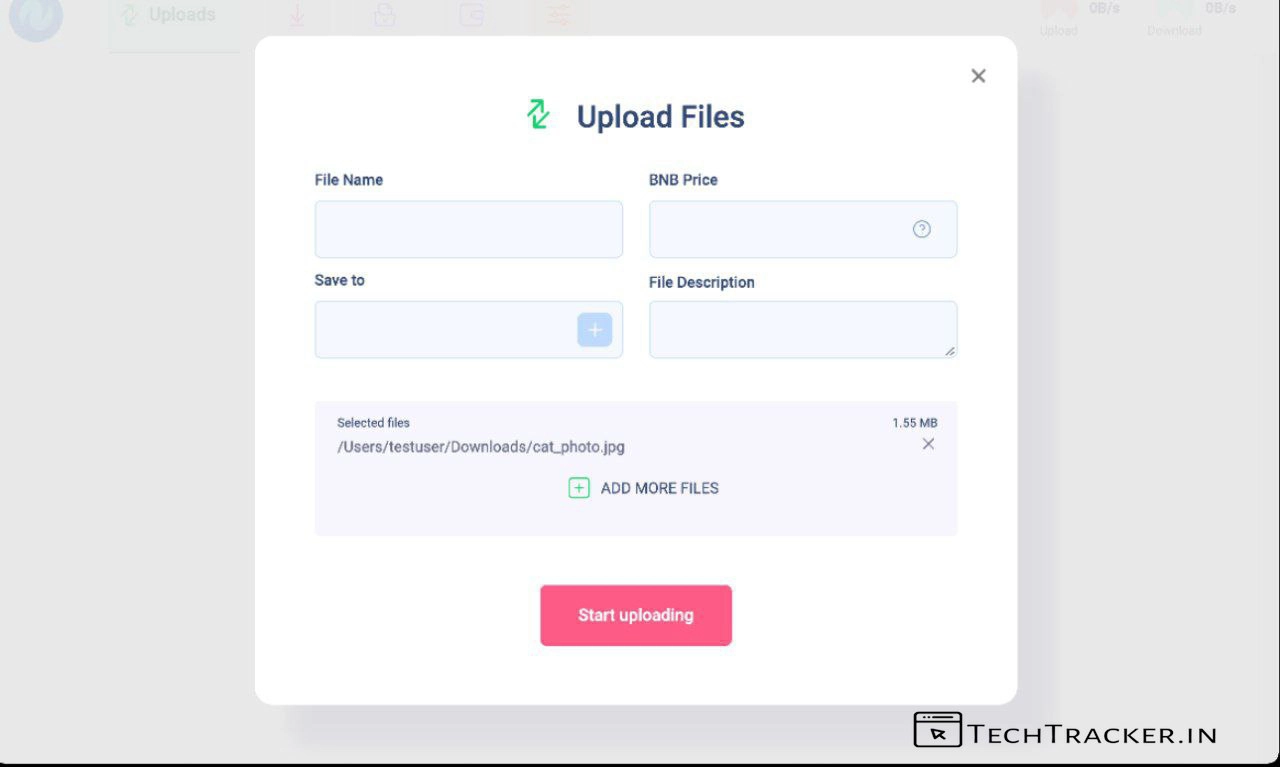 Uploads
0B/s
0B/s
Upload
Download
Upload Files
File Name
BNB Price
Save to
File Description
Selected files
1.55 MB
/Users/testuser/Downloads/cat_photo.jpg
ADD MORE FILES
Start uploading
TECHTRACKER.IN